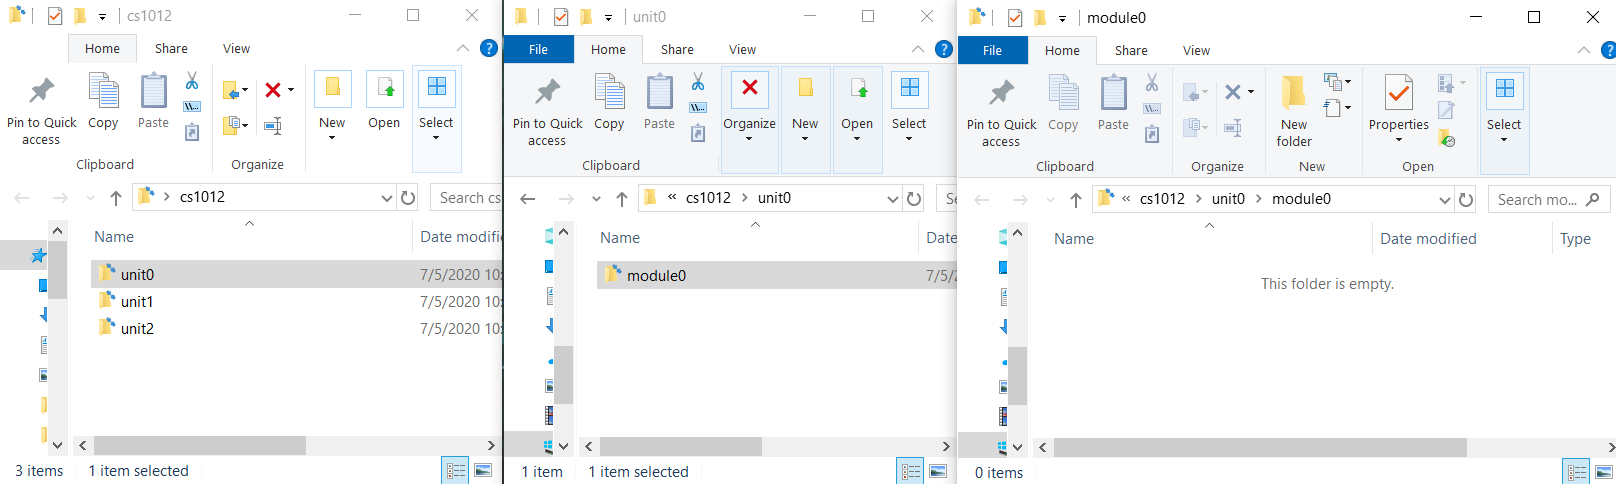 cs1012
Home Share View
Pin to Quick access
Copy
Paste
New
Open
Select
Clipboard
Organize
cs1012
Search cs
Name
Date modifi
unit0 7/5/2020 10:
unit1 7/5/2020 10:
unit2 7/5/2020 10:
3 items 1 item selected
unit0
File Home Share View
Pin to Quick access
Copy
Paste
Organize
New
Open
Select
Clipboard
« cs1012 > unit0
Se
Name
Date
module0 7/5/2
1 item 1 item selected
module0
File Home Share View
Pin to Quick access
Copy
Paste
New folder
Properties
Select
Clipboard
Organize
New
Open
« cs1012 > unit0 > module0
Search mo...
Name
Date modified
Type
This folder is empty.
0 items